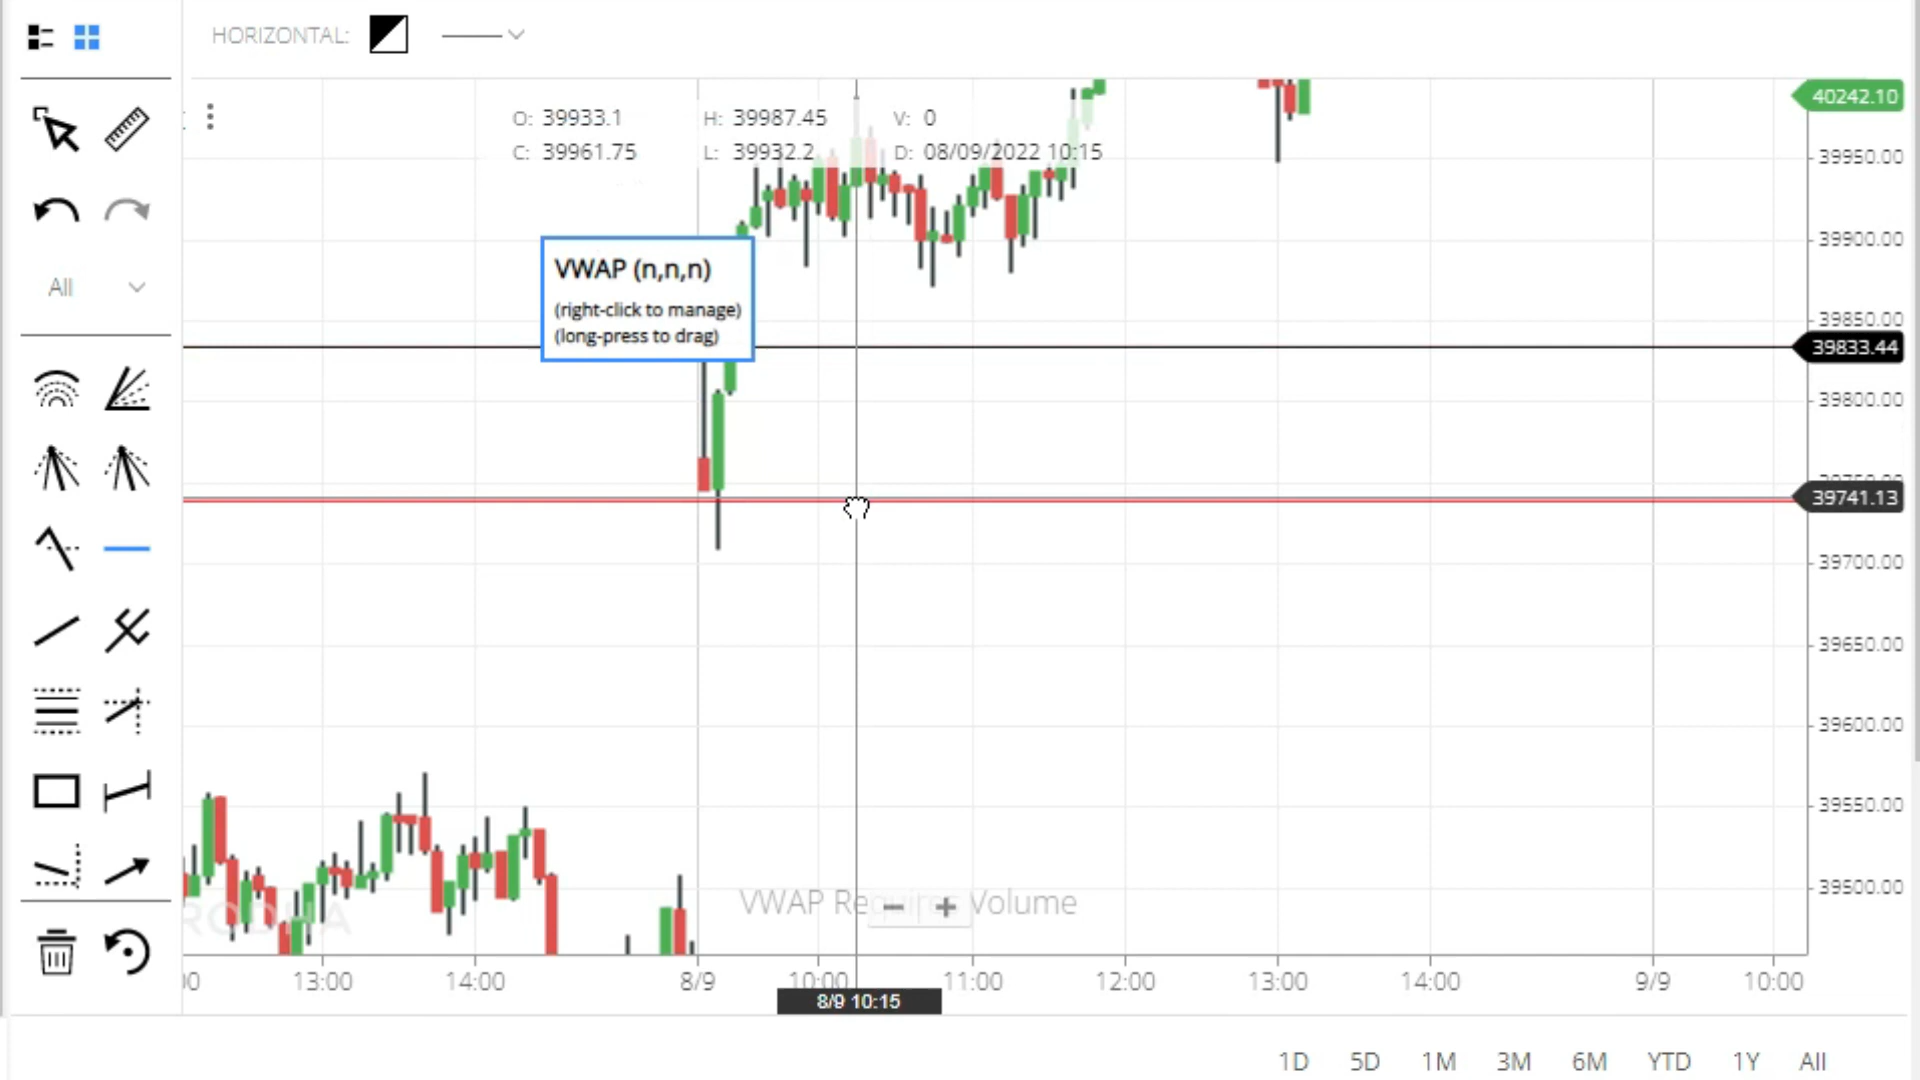 HORIZONTAL:
O: 39933.1 H: 39987.45 V: 0
C: 39961.75 L: 39932.2 D: 08/09/2022 10:15
All
VWAP (n,n,n)
(right-click to manage)
(long-press to drag)
40242.10
39950.00
39900.00
39850.00
39833.44
39800.00
39741.13
39700.00
39650.00
39600.00
39550.00
39500.00
RODHA
VWAP Requires Volume
00 13:00 14:00 8/9 10:00 11:00 12:00 13:00 14:00 9/9 10:00
8/9 10:15
1D 5D 1M 3M 6M YTD 1Y All